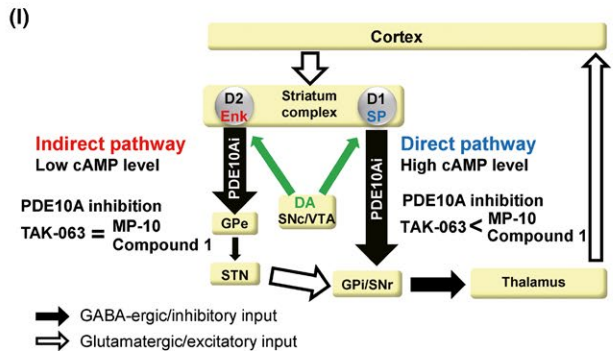 (I)
Cortex
D2
Enk
Striatum
complex
D1
SP
Indirect pathway
Low cAMP level
PDE10Ai
DA
SNc/VTA
PDE10Ai
Direct pathway
High cAMP level
PDE10A inhibition
TAK-063 = MP-10
Compound 1
GPe
STN
PDE10A inhibition
TAK-063 < MP-10
Compound 1
GPi/SNr
Thalamus
GABA-ergic/inhibitory input
Glutamatergic/excitatory input